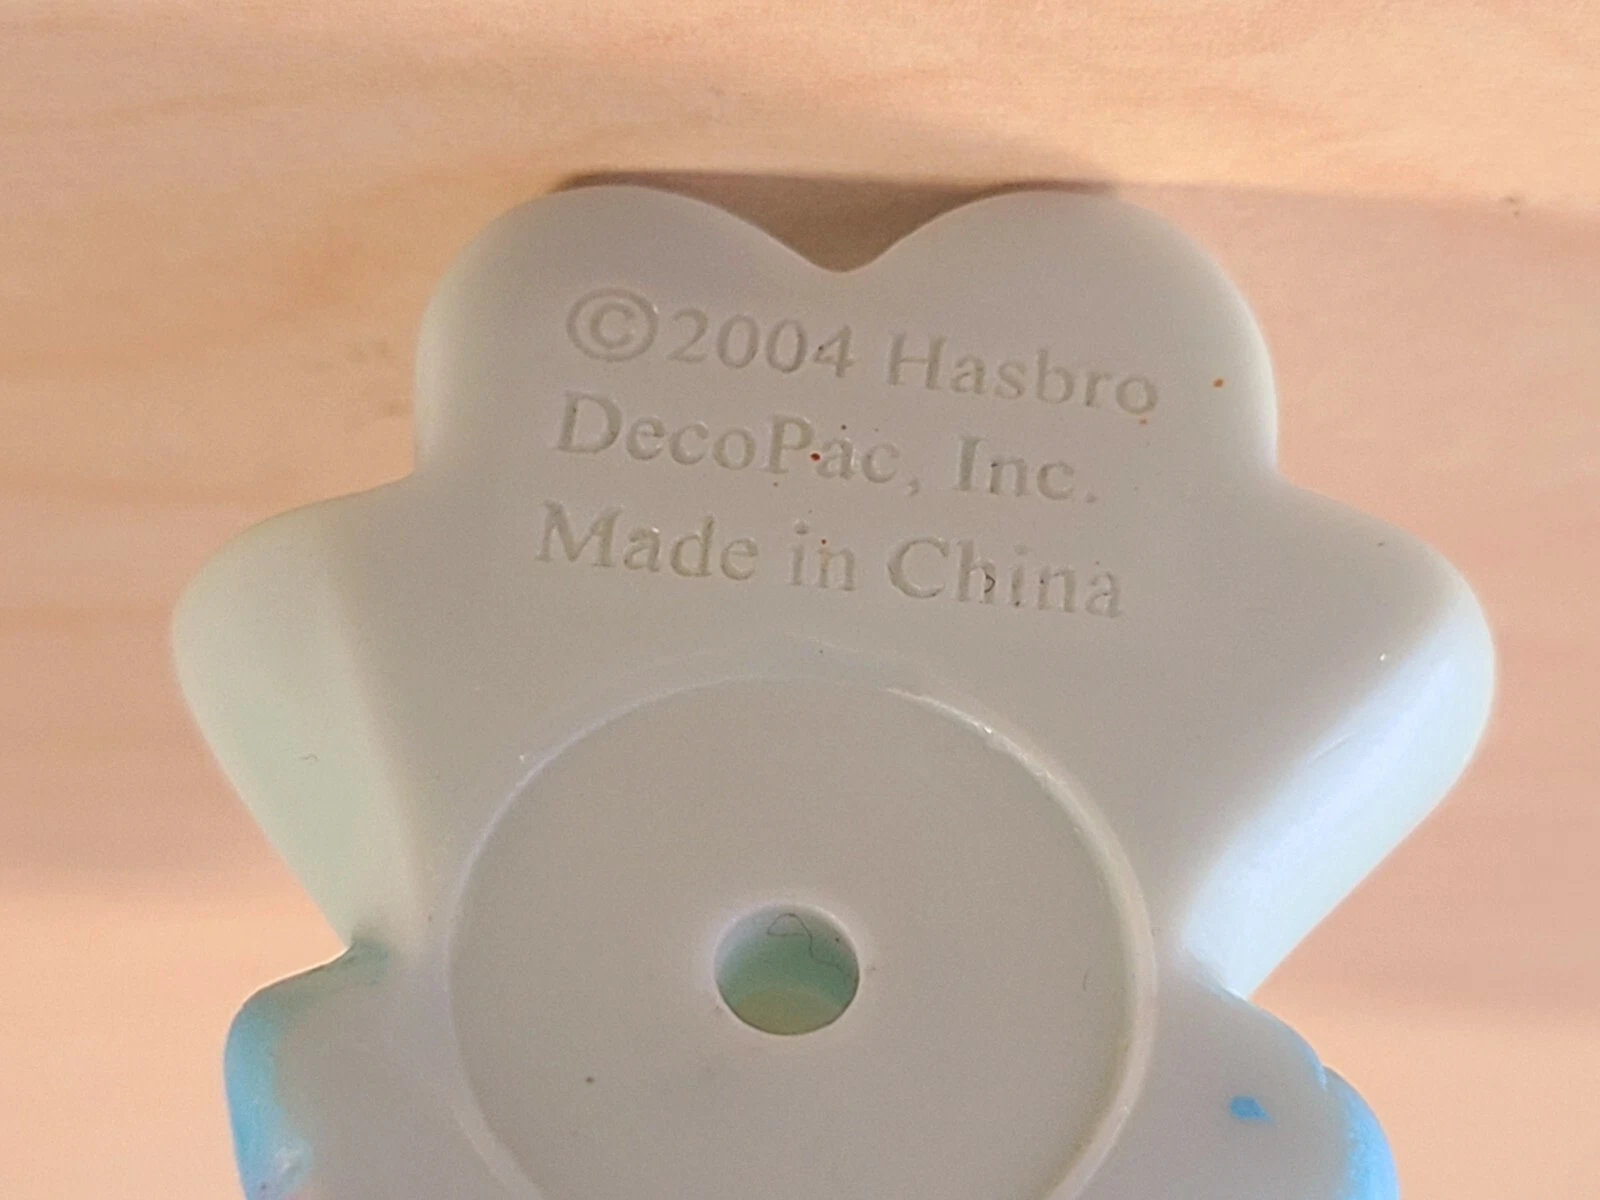 ©2004 Hasbro
DecoPac, Inc.
Made in China